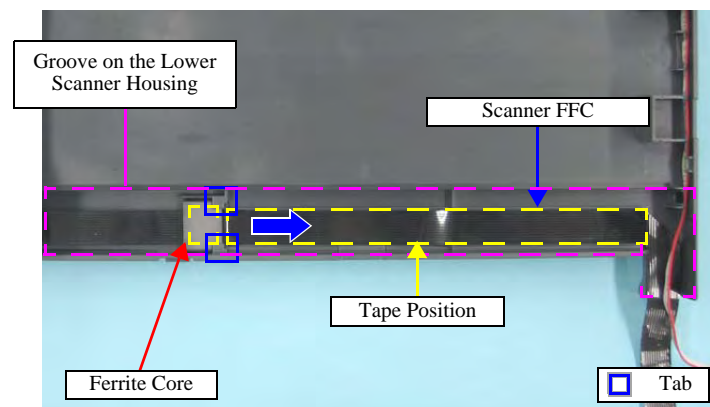 Groove on the Lower
Scanner Housing
Scanner FFC
Tape Position
Ferrite Core
Tab